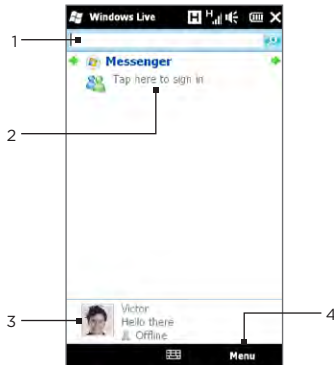 Windows Live
1
Messenger
Tap here to sign in
2
Victor
3
Hello there
Offline
4
Menu